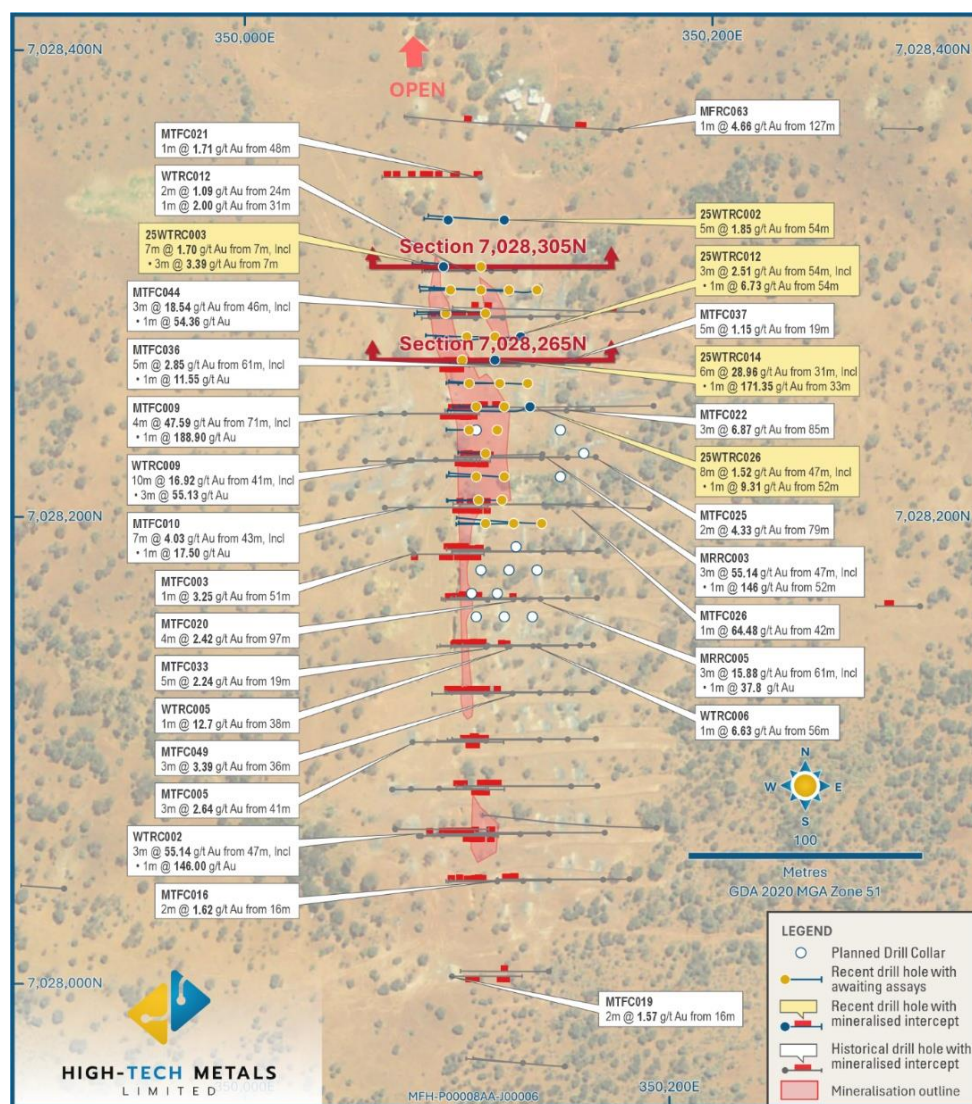 350,000E
350,200E
7,028,400N
7,028,400N
OPEN
MFRC063
1m @ 4.66 g/t Au from 127m
MTFC021
1m @ 1.71 g/t Au from 48m
WTRC012
2m @ 1.09 g/t Au from 24m
1m @ 2.00 g/t Au from 31m
25WTRC003
7m @ 1.70 g/t Au from 7m, Incl
• 3m @ 3.39 g/t Au from 7m
MTFC044
3m @ 18.54 g/t Au from 46m, Incl
• 1m @ 54.36 g/t Au
MTFC036
5m @ 2.85 g/t Au from 61m, Incl
• 1m @ 11.55 g/t Au
MTFC009
4m @ 47.59 g/t Au from 71m, Incl
• 1m @ 188.90 g/t Au
WTRC009
10m @ 16.92 g/t Au from 41m, Incl
• 3m @ 55.13 g/t Au
7,028,200N
MTFC010
7m @ 4.03 g/t Au from 43m, Incl
• 1m @ 17.50 g/t Au
MTFC003
1m @ 3.25 g/t Au from 51m
MTFC020
4m @ 2.42 g/t Au from 97m
MTFC033
5m @ 2.24 g/t Au from 19m
WTRC005
1m @ 12.7 g/t Au from 38m
MTFC049
3m @ 3.39 g/t Au from 36m
MTFC005
3m @ 2.64 g/t Au from 41m
WTRC002
3m @ 55.14 g/t Au from 47m, Incl
• 1m @ 146.00 g/t Au
MTFC016
2m @ 1.62 g/t Au from 16m
Section 7,028,305N
Section 7,028,265N
25WTRC002
5m @ 1.85 g/t Au from 54m
25WTRC012
3m @ 2.51 g/t Au from 54m, Incl
• 1m @ 6.73 g/t Au from 54m
MTFC037
5m @ 1.15 g/t Au from 19m
25WTRC014
6m @ 28.96 g/t Au from 31m, Incl
• 1m @ 171.35 g/t Au from 33m
MTFC022
3m @ 6.87 g/t Au from 85m
25WTRC026
8m @ 1.52 g/t Au from 47m, Incl
• 1m @ 9.31 g/t Au from 52m
7,028,200N
MTFC025
2m @ 4.33 g/t Au from 79m
MRRC003
3m @ 55.14 g/t Au from 47m, Incl
• 1m @ 146 g/t Au from 52m
MTFC026
1m @ 64.48 g/t Au from 42m
MRRC005
3m @ 15.88 g/t Au from 61m, Incl
• 1m @ 37.8 g/t Au
WTRC006
1m @ 6.63 g/t Au from 56m
N
W E
S
100
Metres
GDA 2020 MGA Zone 51
7,028,000N
MTFC019
2m @ 1.57 g/t Au from 16m
LEGEND
Planned Drill Collar
Recent drill hole with
awaiting assays
Recent drill hole with
mineralised intercept
Historical drill hole with
mineralised intercept
Mineralisation outline
HIGH-TECH METALS
LIMITED
350,000E
350,200E
MFH-P00008AA-J00006